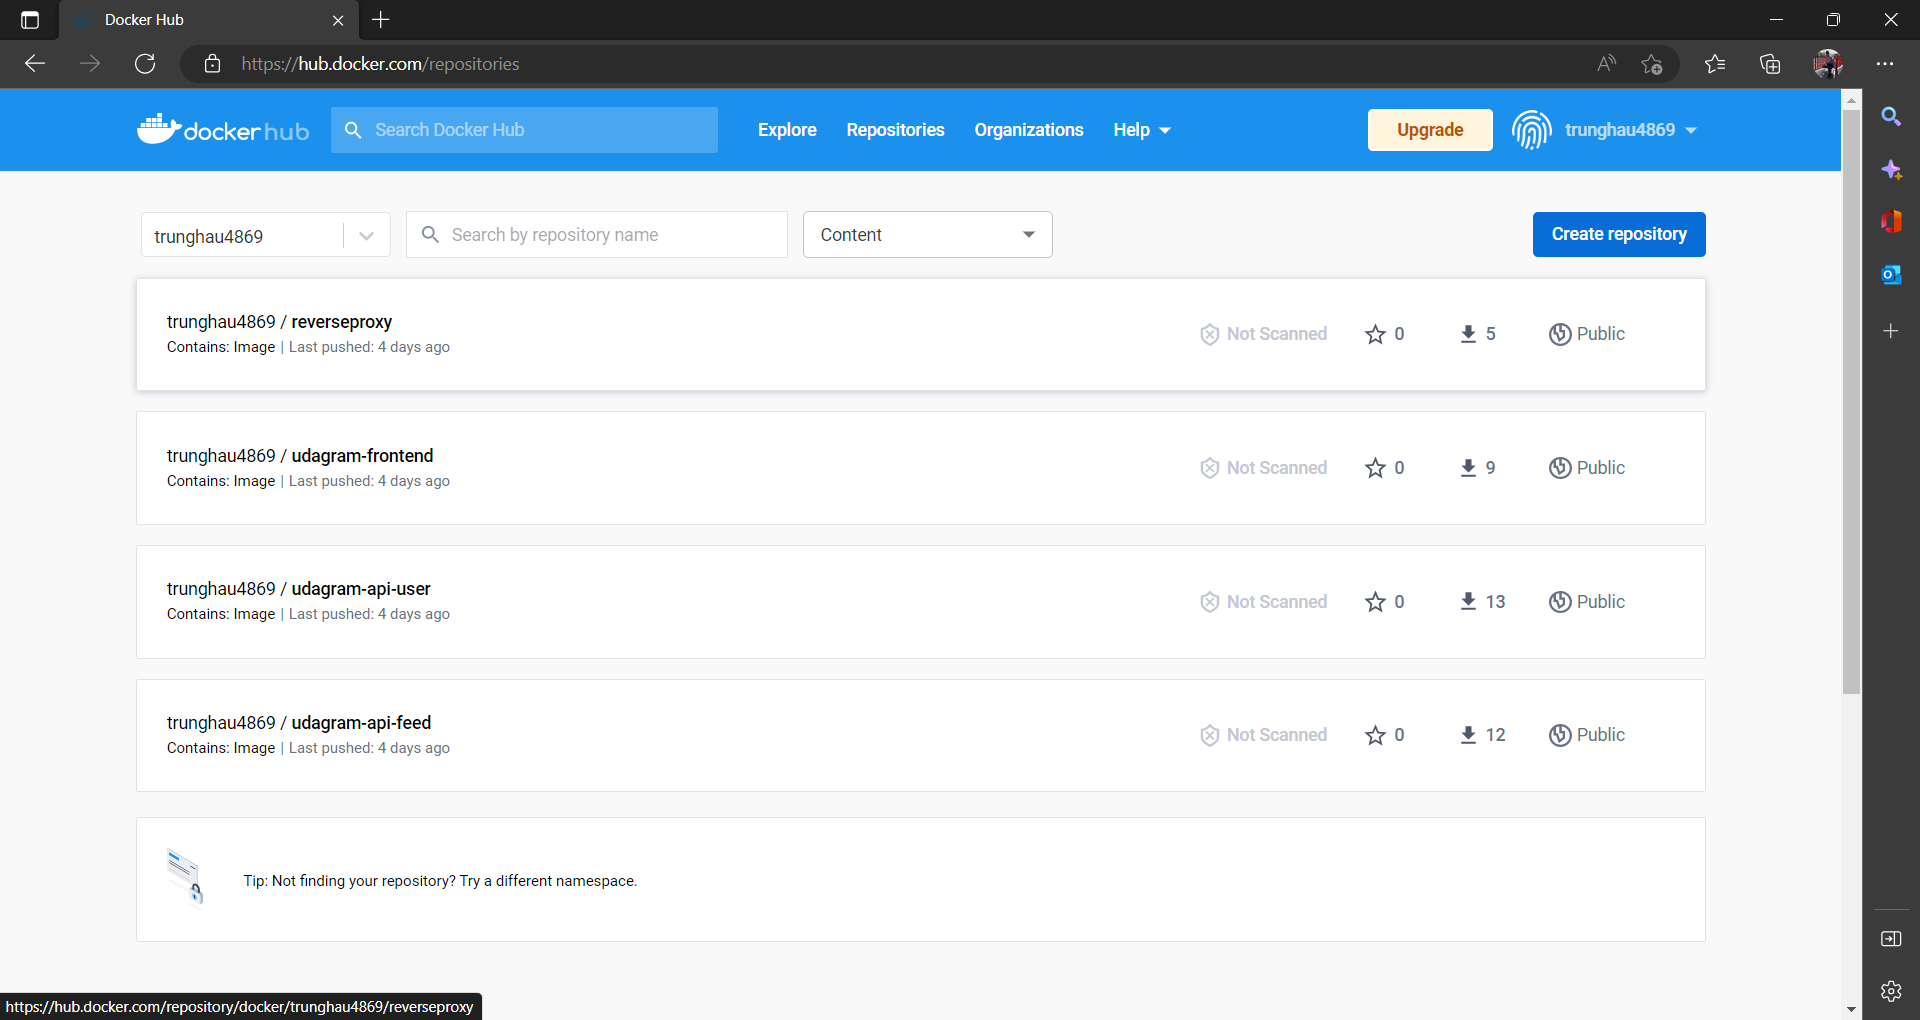 Docker Hub
https://hub.docker.com/repositories
docker hub
Search Docker Hub
Explore
Repositories
Organizations
Help
Upgrade
trunghau4869
trunghau4869
Search by repository name
Content
Create repository
trunghau4869 / reverseproxy
Contains: Image | Last pushed: 4 days ago
Not Scanned
0
5
Public
trunghau4869 / udagram-frontend
Contains: Image | Last pushed: 4 days ago
Not Scanned
0
9
Public
trunghau4869 / udagram-api-user
Contains: Image | Last pushed: 4 days ago
Not Scanned
0
13
Public
trunghau4869 / udagram-api-feed
Contains: Image | Last pushed: 4 days ago
Not Scanned
0
12
Public
Tip: Not finding your repository? Try a different namespace.
https://hub.docker.com/repository/docker/trunghau4869/reverseproxy